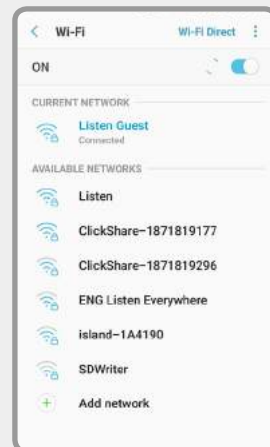 Wi-Fi Wi-Fi Direct
ON
CURRENT NETWORK
Listen Guest
Connected
AVAILABLE NETWORKS
Listen
ClickShare-1871819177
ClickShare-1871819296
ENG Listen Everywhere
island-1A4190
SDWriter
Add network